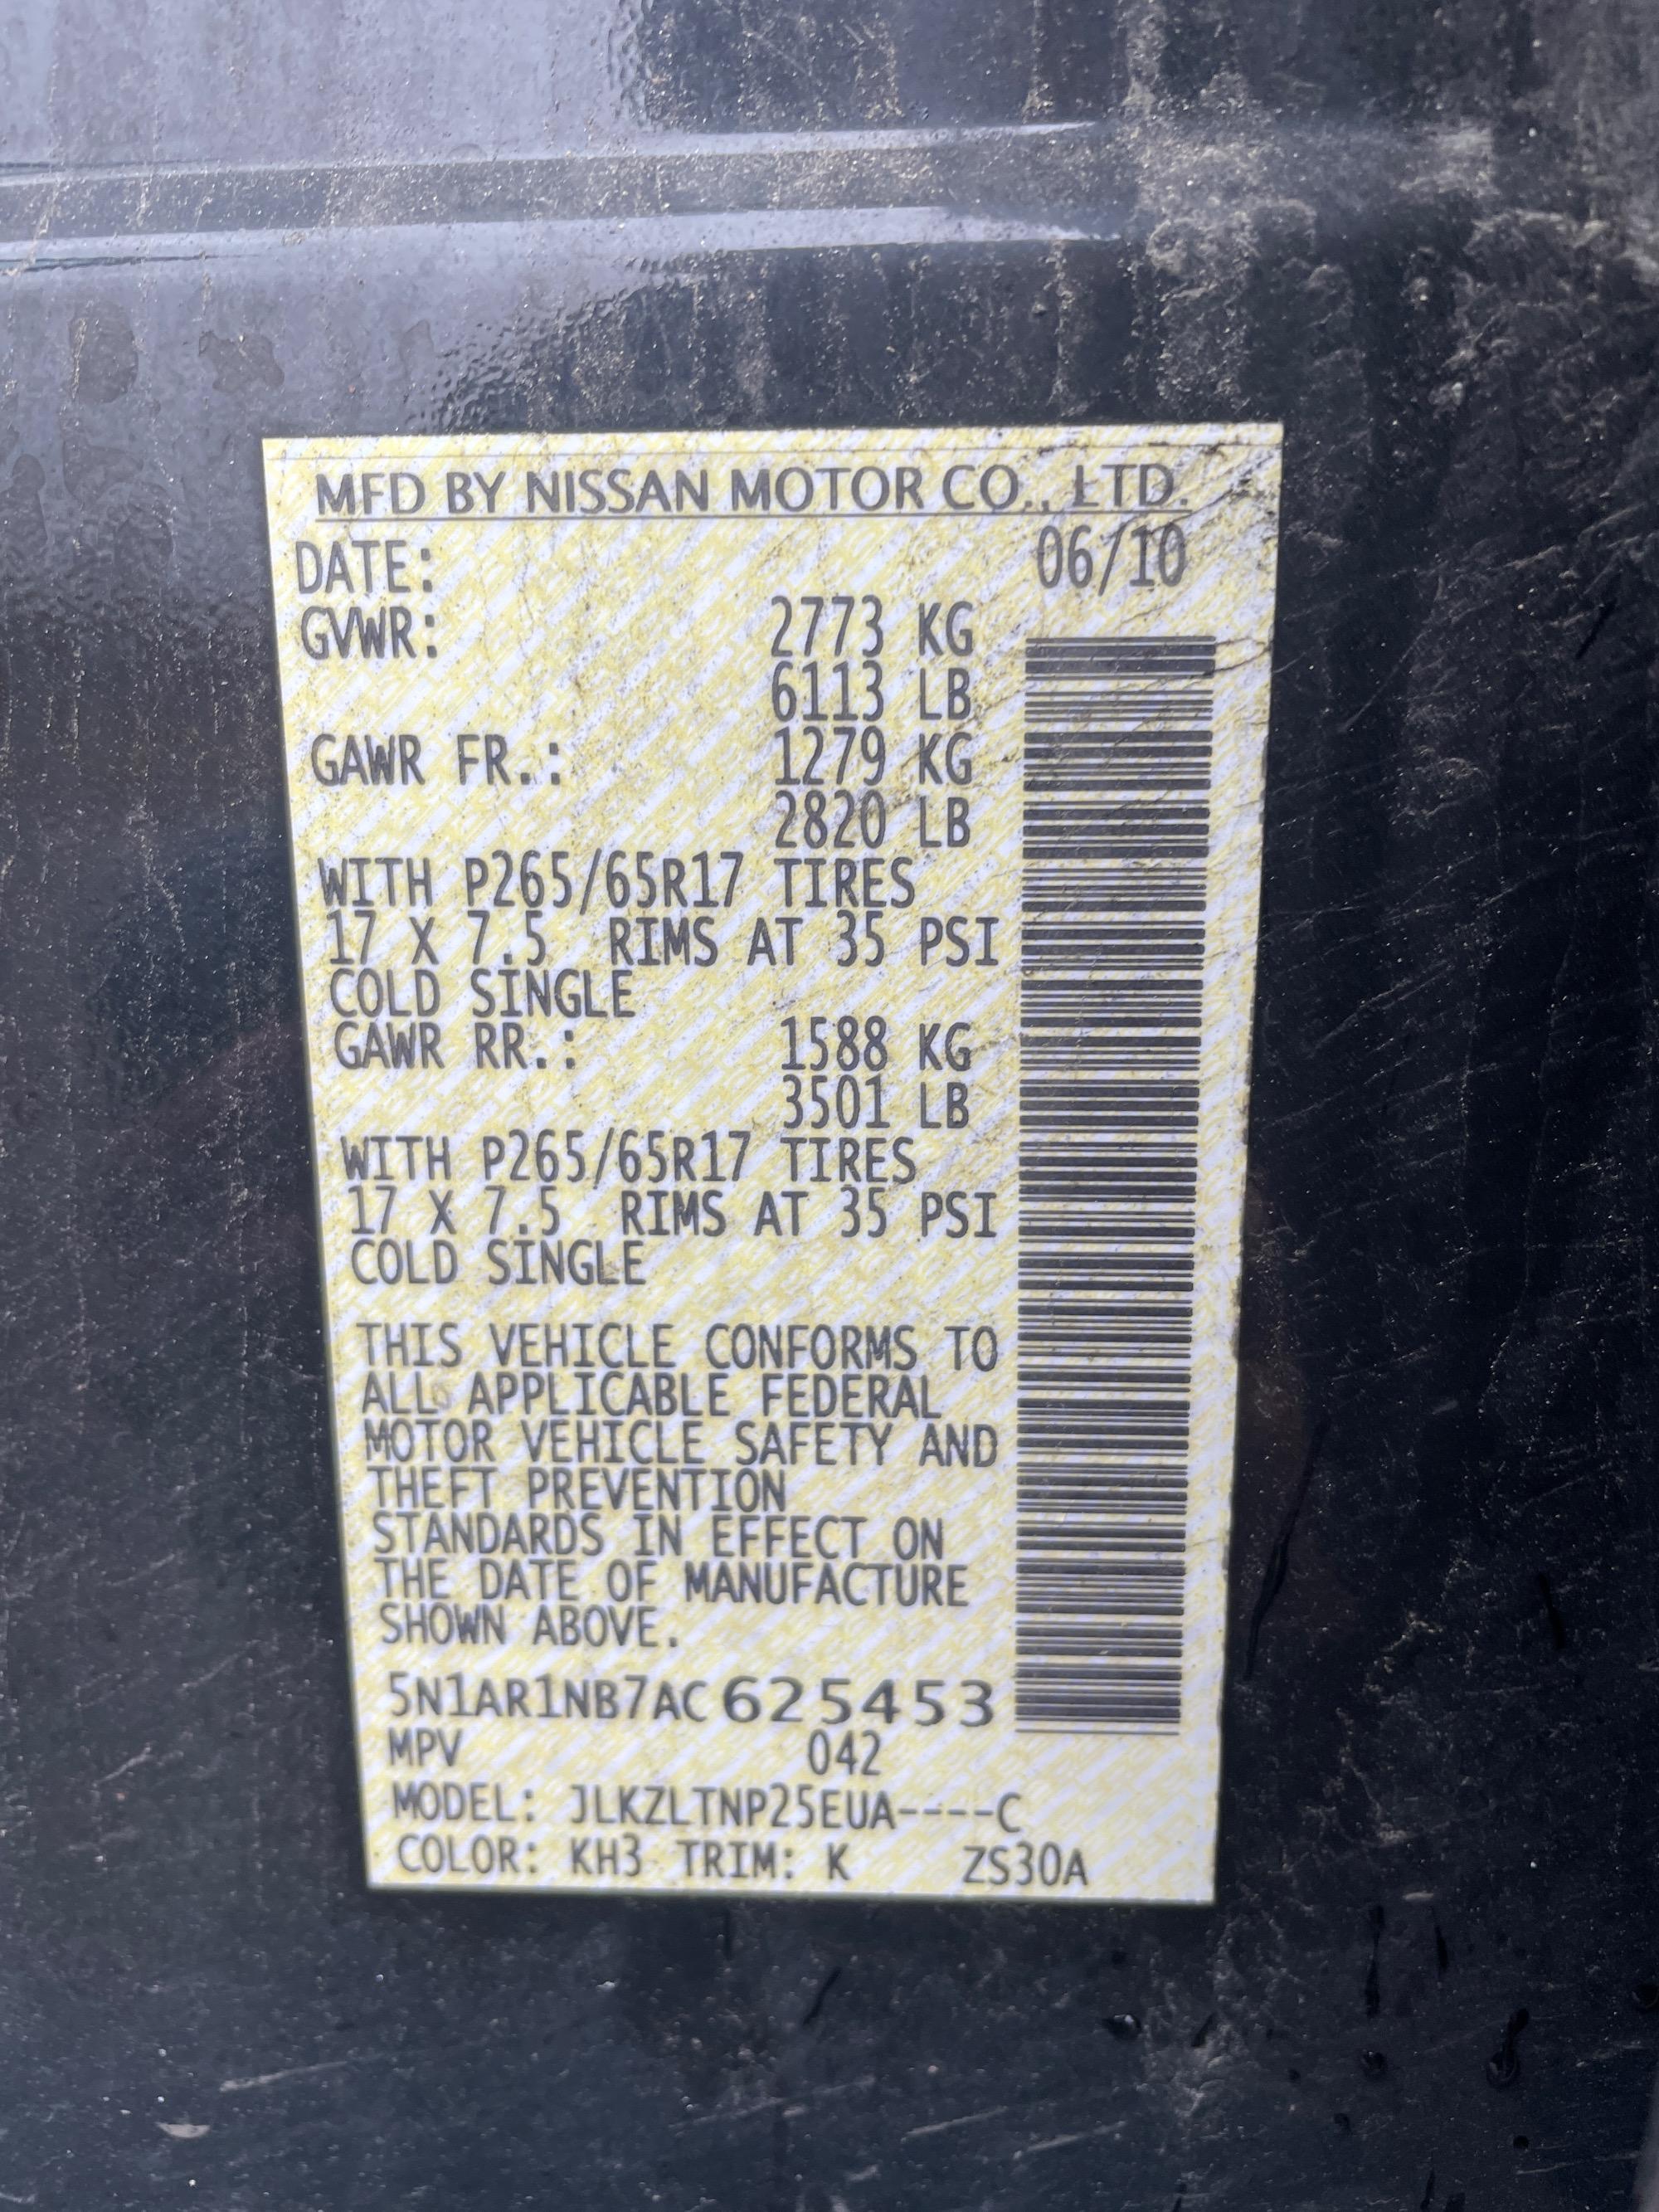 MFD BY NISSAN MOTOR CO., LTD.
DATE: 06/10
GVWR: 2773 KG
6113 LB
GAWR FR.: 1279 KG
2820 LB
WITH P265/65R17 TIRES
17 X 7.5 RIMS AT 35 PSI
COLD SINGLE
GAWR RR.: 1588 KG
3501 LB
WITH P265/65R17 TIRES
17 X 7.5 RIMS AT 35 PSI
COLD SINGLE
THIS VEHICLE CONFORMS TO
ALL APPLICABLE FEDERAL
MOTOR VEHICLE SAFETY AND
THEFT PREVENTION
STANDARDS IN EFFECT ON
THE DATE OF MANUFACTURE
SHOWN ABOVE.
5N1AR1NB7AC625453
MPV 042
MODEL: JLKZLTNP25EUA----C
COLOR: KH3 TRIM: K ZS30A